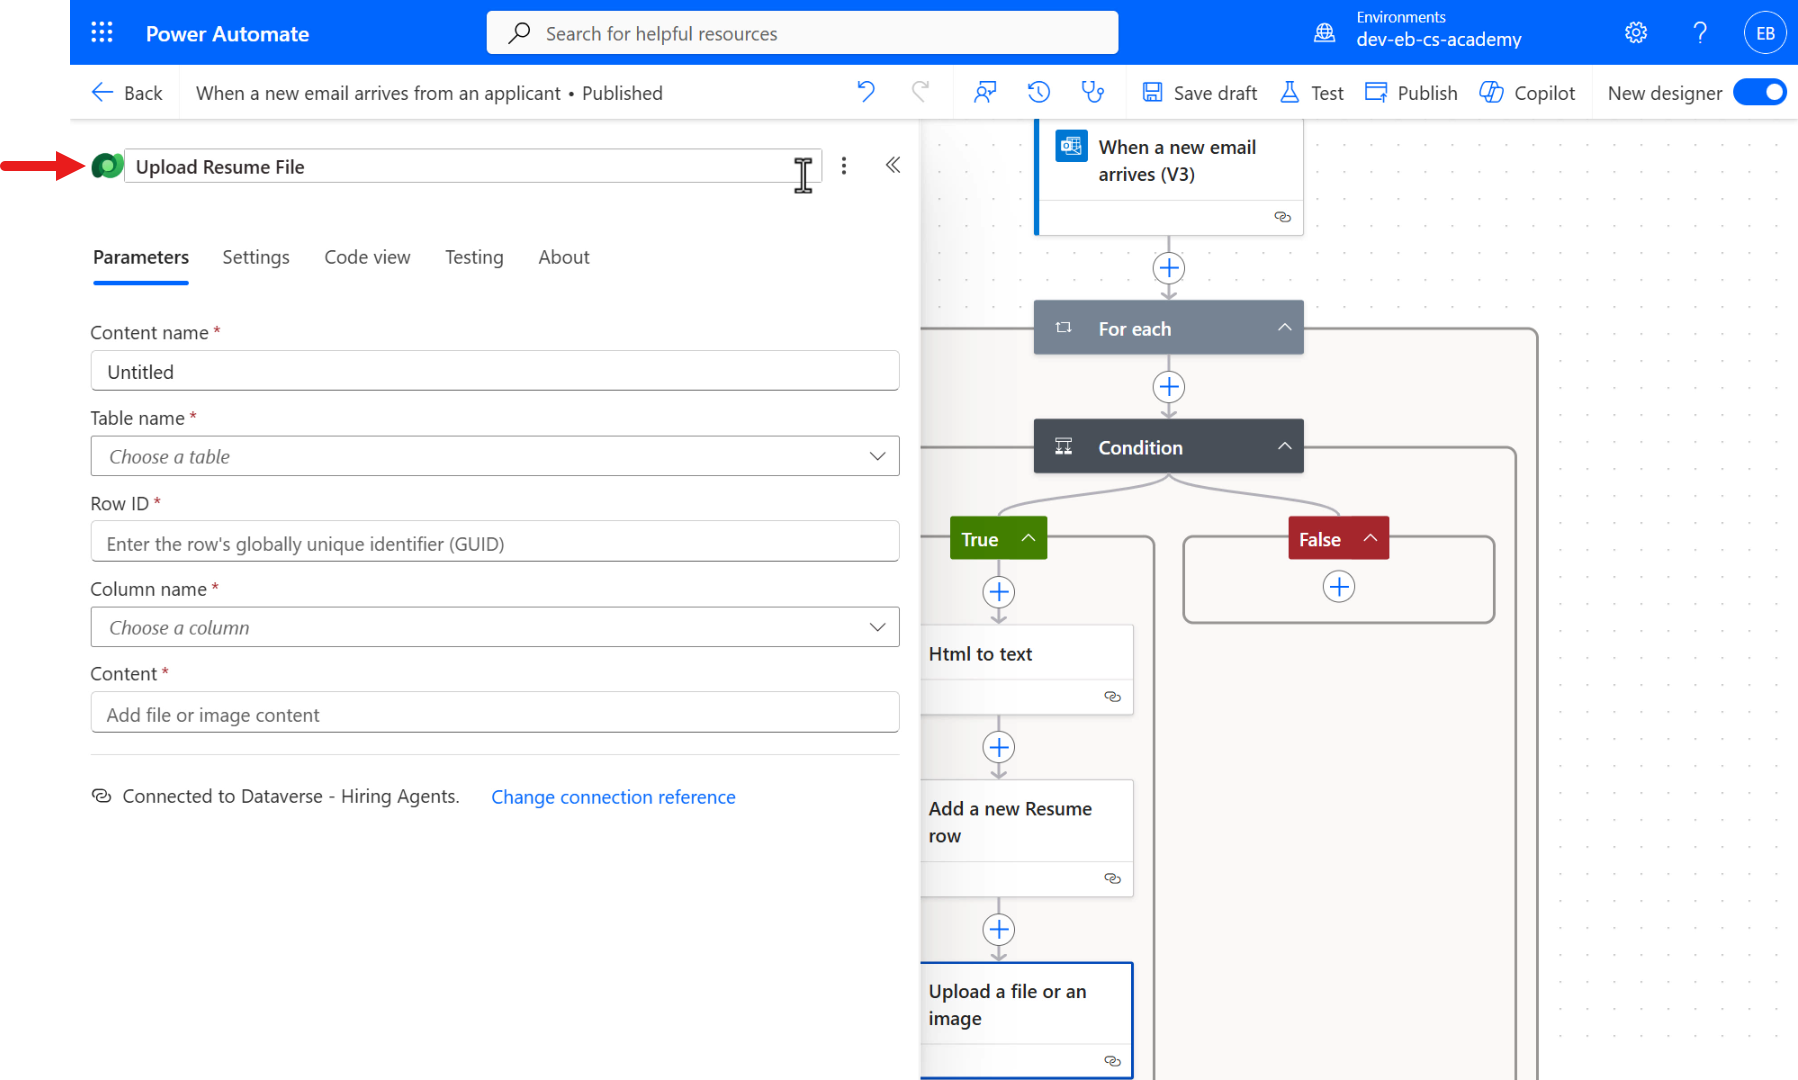 Power Automate
Search for helpful resources
Environments
dev-eb-cs-academy
EB
Back
When a new email arrives from an applicant • Published
Save draft
Test
Publish
Copilot
New designer
Upload Resume File
Parameters
Settings
Code view
Testing
About
Content name *
Untitled
Table name *
Choose a table
Row ID *
Enter the row's globally unique identifier (GUID)
Column name *
Choose a column
Content *
Add file or image content
Connected to Dataverse - Hiring Agents.
Change connection reference
When a new email
arrives (V3)
For each
Condition
True
False
Html to text
Add a new Resume
row
Upload a file or an
image